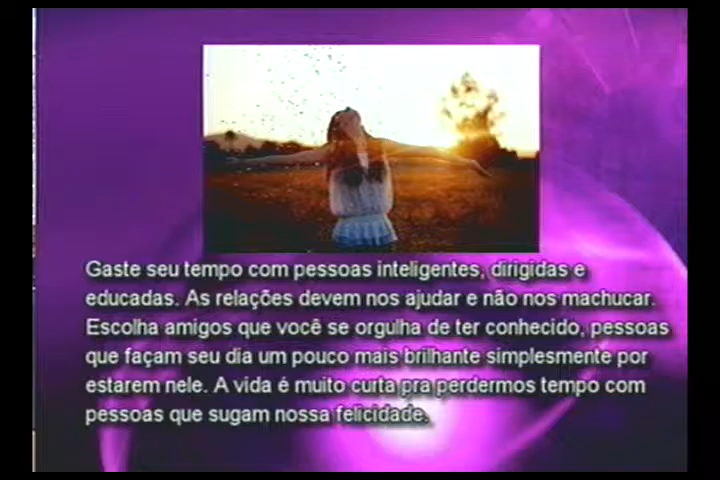 Gaste seu tempo com pessoas inteligentes, dirigidas e
educadas. As relações devem nos ajudar e não nos machucar.
Escolha amigos que você se orgulha de ter conhecido, pessoas
que façam seu dia um pouco mais brilhante simplesmente por
estarem nele. A vida é muito curta pra perdermos tempo com
pessoas que sugam nossa felicidade.